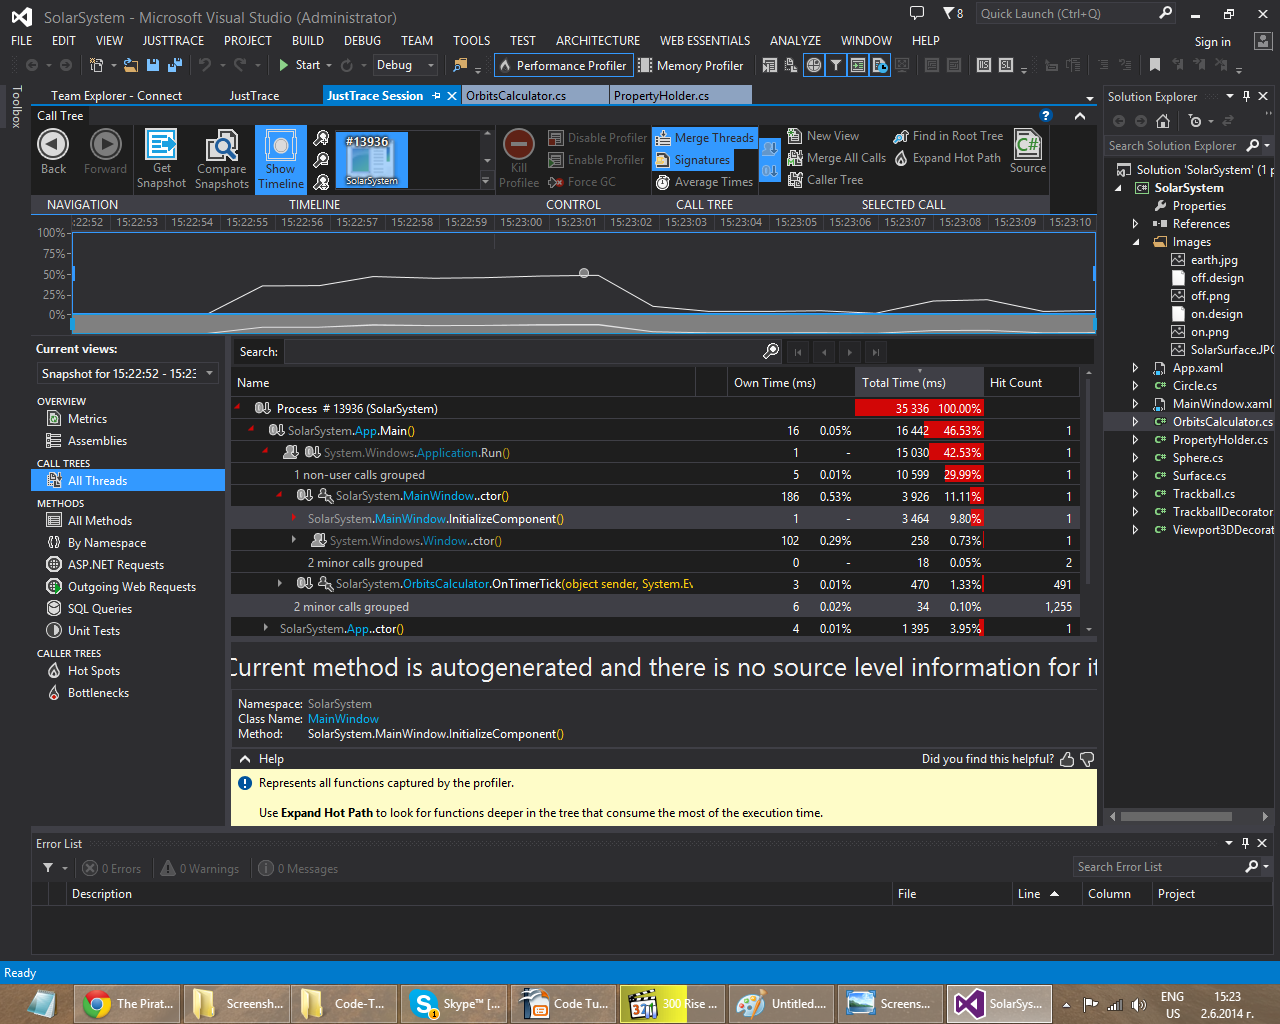 SolarSystem - Microsoft Visual Studio (Administrator)
8
Quick Launch (Ctrl+Q)
FILE EDIT VIEW JUSTTRACE PROJECT BUILD DEBUG TEAM TOOLS TEST ARCHITECTURE WEB ESSENTIALS ANALYZE WINDOW HELP
Sign in
Start Debug Performance Profiler Memory Profiler
Toolbox
Team Explorer - Connect JustTrace JustTrace Session OrbitsCalculator.cs PropertyHolder.cs
Call Tree
Back
Forward
Get Snapshot
Compare Snapshots
Show Timeline
#13936
SolarSystem
Kill Profilee
Disable Profiler
Enable Profiler
Force GC
Merge Threads
Signatures
Average Times
New View
Merge All Calls
Caller Tree
Find in Root Tree
Expand Hot Path
Source
NAVIGATION TIMELINE CONTROL CALL TREE SELECTED CALL
:22:52 15:22:53 15:22:54 15:22:55 15:22:56 15:22:57 15:22:58 15:22:59 15:23:00 15:23:01 15:23:02 15:23:03 15:23:04 15:23:05 15:23:06 15:23:07 15:23:08 15:23:09 15:23:10
100%
75%
50%
25%
0%
Current views:
Snapshot for 15:22:52 - 15:23
OVERVIEW
Metrics
Assemblies
CALL TREES
All Threads
METHODS
All Methods
By Namespace
ASP.NET Requests
Outgoing Web Requests
SQL Queries
Unit Tests
CALLER TREES
Hot Spots
Bottlenecks
Search:
Name Own Time (ms) Total Time (ms) Hit Count
Process # 13936 (SolarSystem) 35 336 100.00%
SolarSystem.App.Main() 16 0.05% 16 442 46.53% 1
System.Windows.Application.Run() 1 - 15 030 42.53% 1
1 non-user calls grouped 5 0.01% 10 599 29.99% 1
SolarSystem.MainWindow..ctor() 186 0.53% 3 926 11.11% 1
SolarSystem.MainWindow.InitializeComponent() 1 - 3 464 9.80% 1
System.Windows.Window..ctor() 102 0.29% 258 0.73% 1
2 minor calls grouped 0 - 18 0.05% 2
SolarSystem.OrbitsCalculator.OnTimerTick(object sender, System.Ev 3 0.01% 470 1.33% 491
2 minor calls grouped 6 0.02% 34 0.10% 1,255
SolarSystem.App..ctor() 4 0.01% 1 395 3.95% 1
Current method is autogenerated and there is no source level information for it
Namespace: SolarSystem
Class Name: MainWindow
Method: SolarSystem.MainWindow.InitializeComponent()
Help
Did you find this helpful?
Represents all functions captured by the profiler.
Use Expand Hot Path to look for functions deeper in the tree that consume the most of the execution time.
Solution Explorer
Search Solution Explorer
Solution 'SolarSystem' (1 p
SolarSystem
Properties
References
Images
earth.jpg
off.design
off.png
on.design
on.png
SolarSurface.JPG
App.xaml
Circle.cs
MainWindow.xaml
OrbitsCalculator.cs
PropertyHolder.cs
Sphere.cs
Surface.cs
Trackball.cs
TrackballDecorator
Viewport3DDecorat
Error List
0 Errors 0 Warnings 0 Messages
Search Error List
Description File Line Column Project
Ready
The Pirat... Screensh... Code-T... Skype™ [... Code Tu... 300 Rise ... Untitled.... Screens... SolarSys...
ENG
US
15:23
2.6.2014 г.